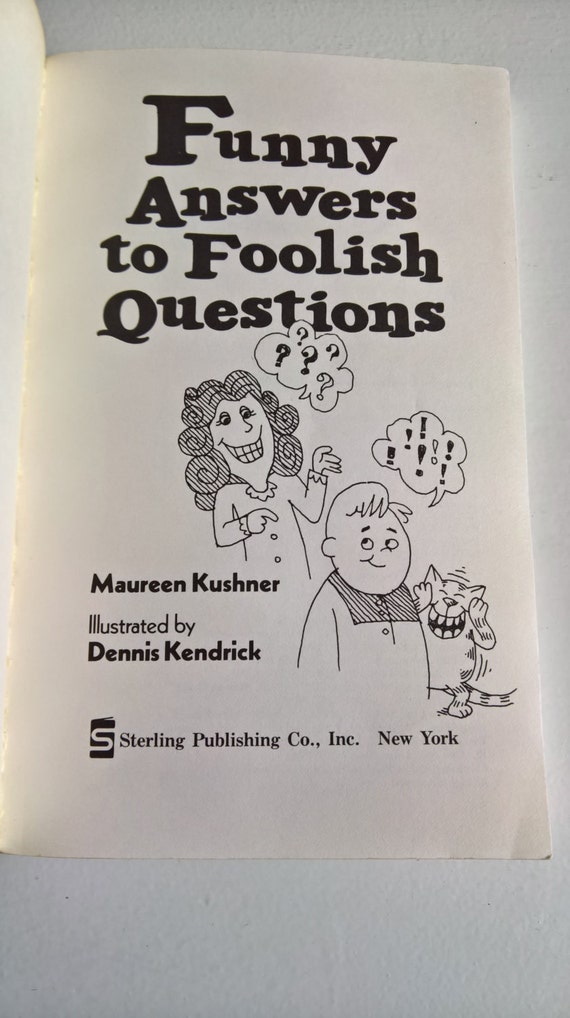 Funny
Answers
to Foolish
Questions
? ? ? ? ?
! ! ! ! ! ! !
Maureen Kushner
Illustrated by
Dennis Kendrick
S Sterling Publishing Co., Inc. New York